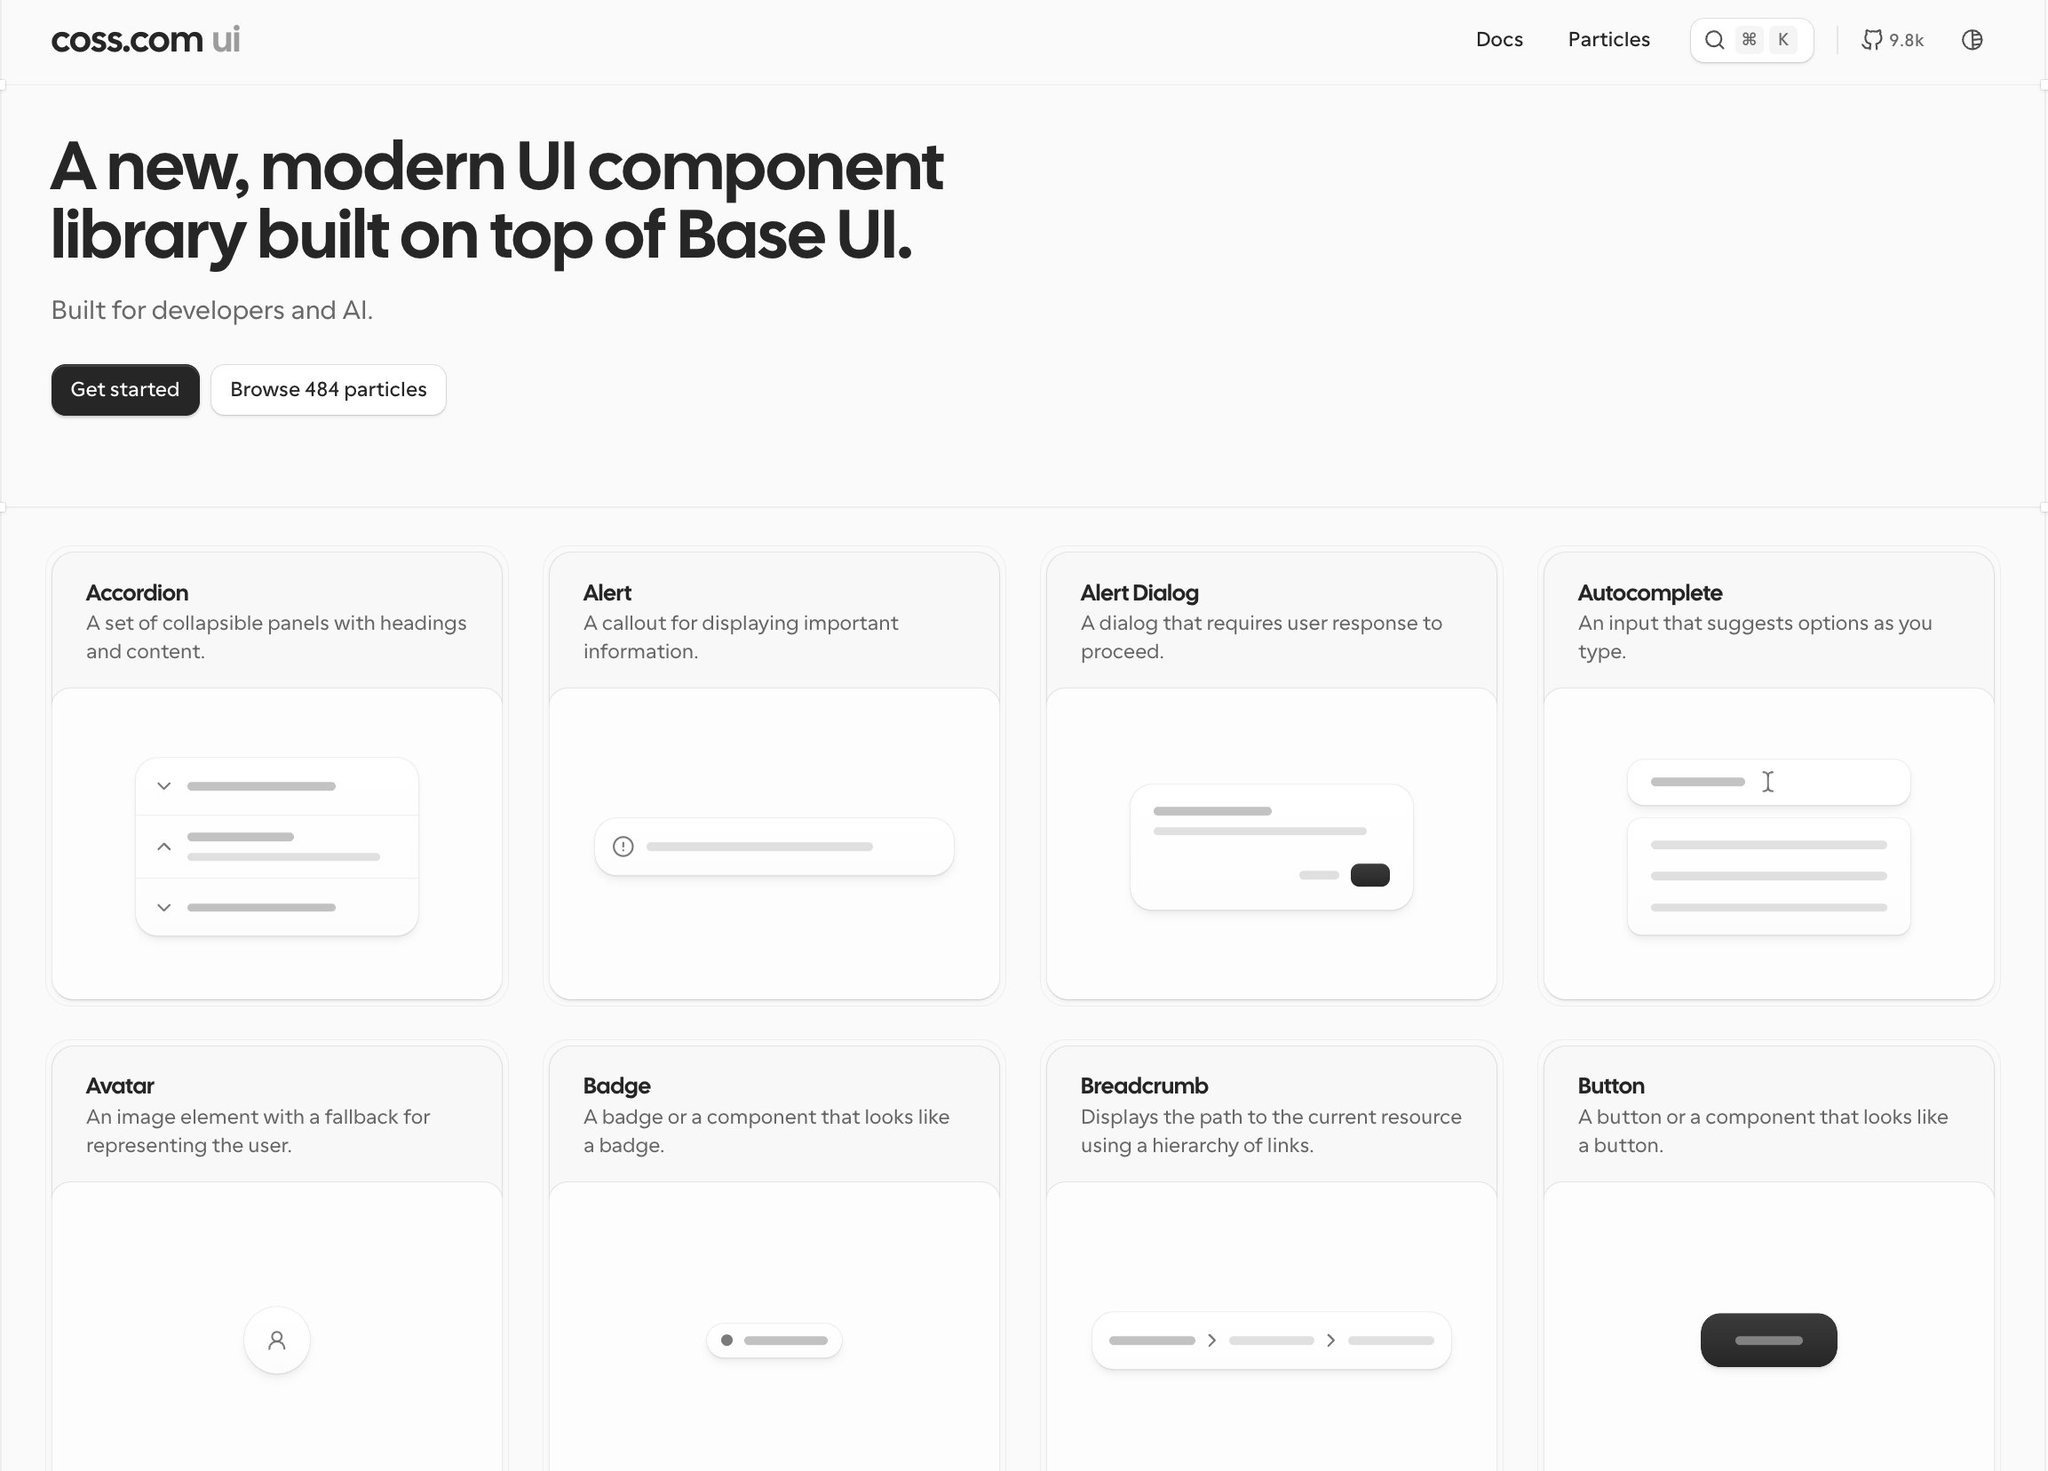 coss.com ui
Docs
Particles
⌘ K
9.8k
A new, modern UI component
library built on top of Base UI.
Built for developers and AI.
Get started
Browse 484 particles
Accordion
A set of collapsible panels with headings
and content.
Alert
A callout for displaying important
information.
Alert Dialog
A dialog that requires user response to
proceed.
Autocomplete
An input that suggests options as you
type.
Avatar
An image element with a fallback for
representing the user.
Badge
A badge or a component that looks like
a badge.
Breadcrumb
Displays the path to the current resource
using a hierarchy of links.
Button
A button or a component that looks like
a button.